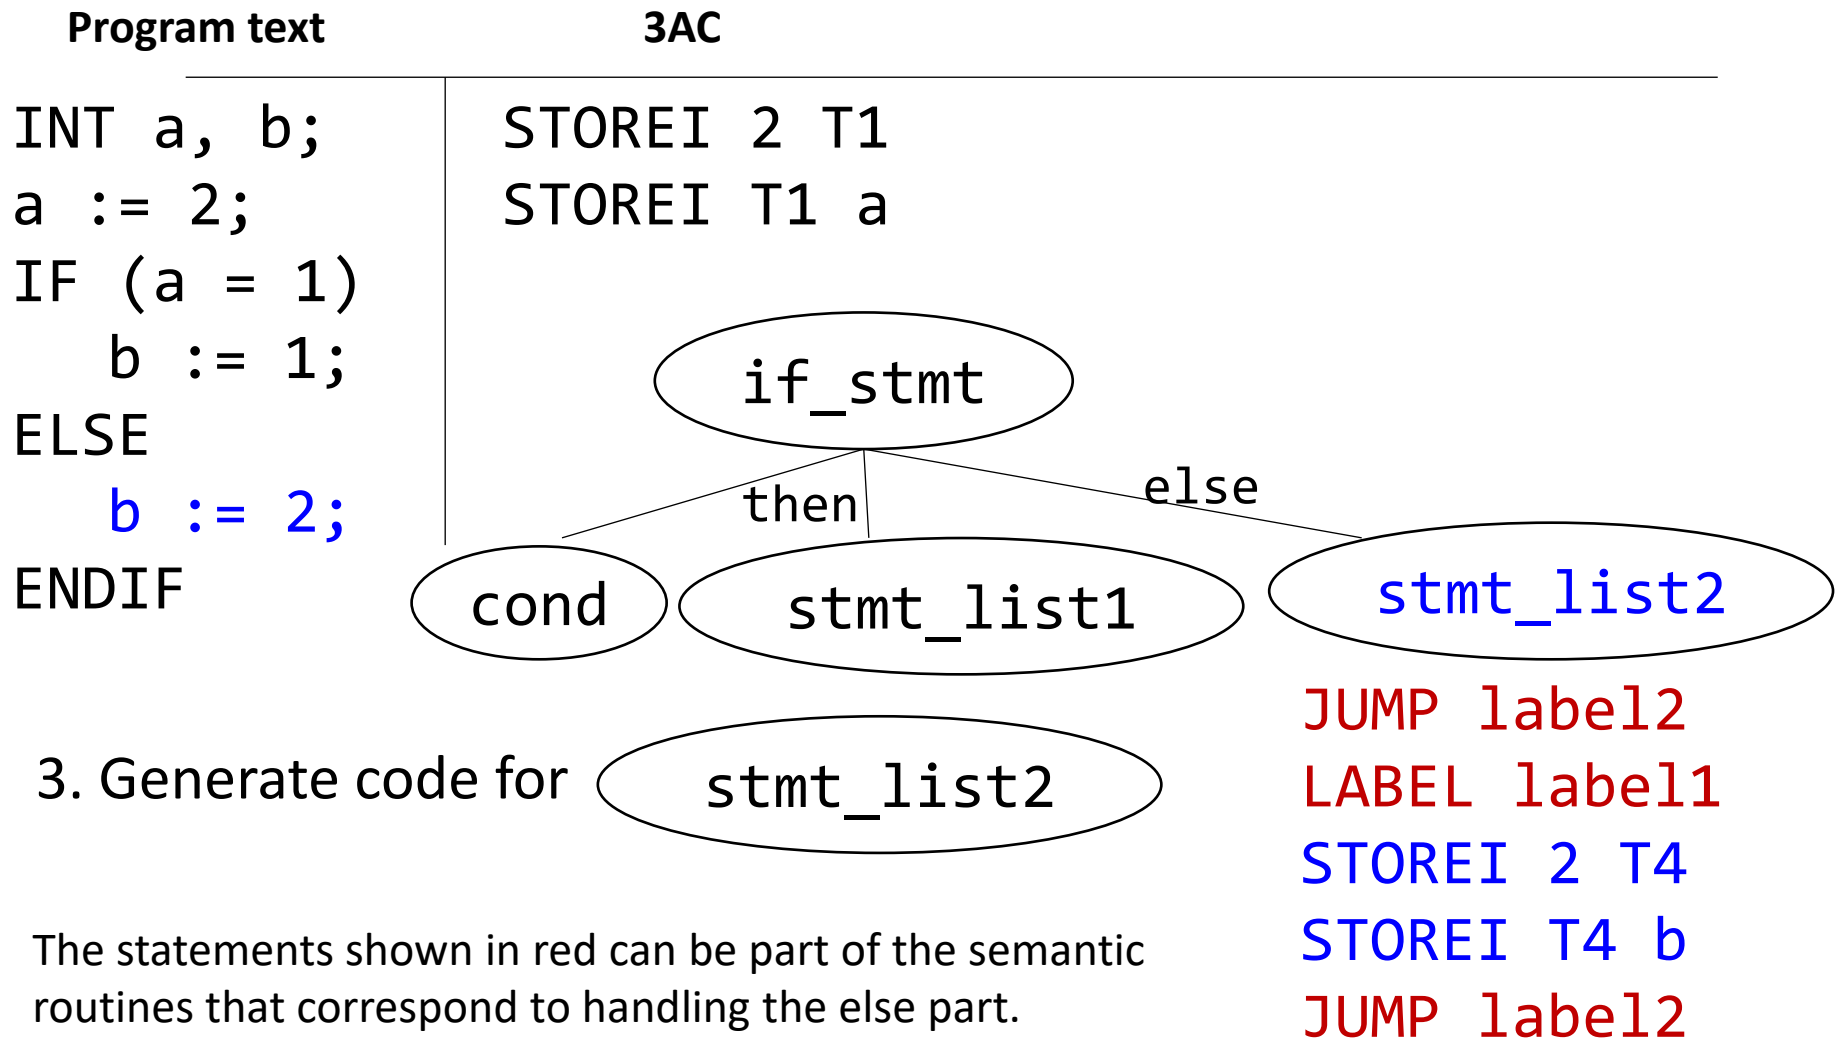 Program text
3AC
INT a, b;
a := 2;
IF (a = 1)
b := 1;
ELSE
b := 2;
ENDIF
STOREI 2 T1
STOREI T1 a
if_stmt
then
else
cond
stmt_list1
stmt_list2
3. Generate code for
stmt_list2
JUMP label2
LABEL label1
STOREI 2 T4
STOREI T4 b
JUMP label2
The statements shown in red can be part of the semantic
routines that correspond to handling the else part.